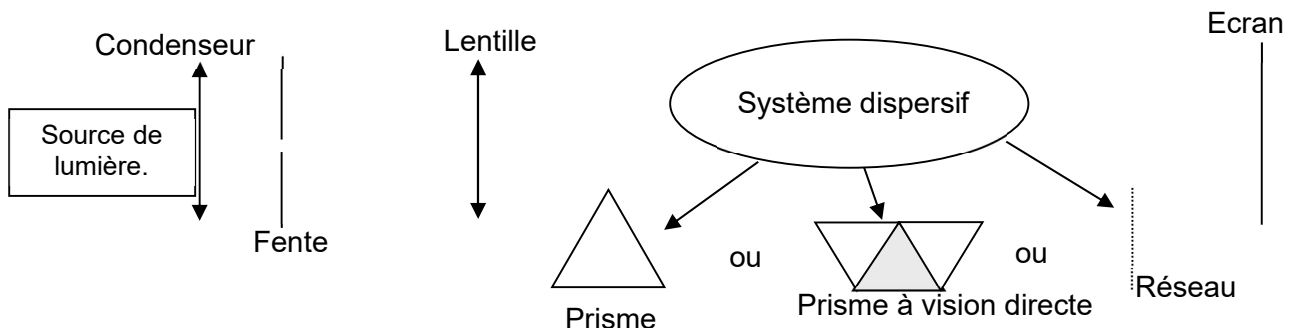 Ecran
Condenseur
Lentille
Système dispersif
Source de
lumière.
Fente
ou
ou
Prisme
Prisme à vision directe
Réseau